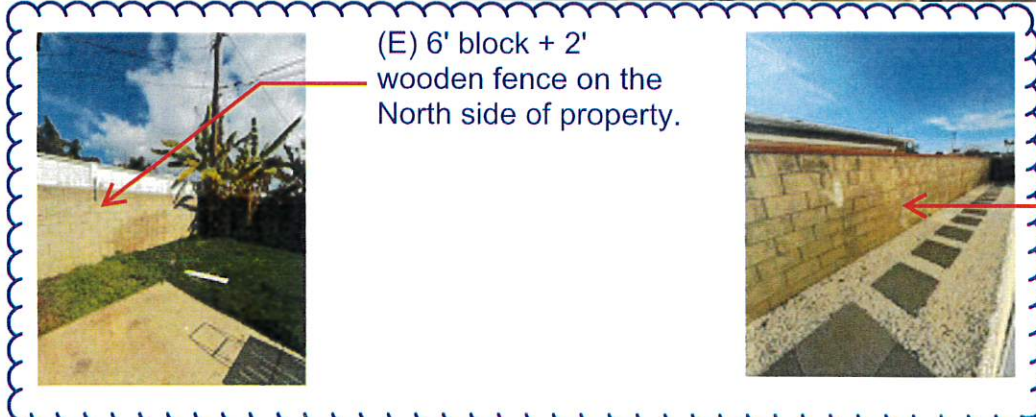 (E) 6' block + 2'
wooden fence on the
North side of property.